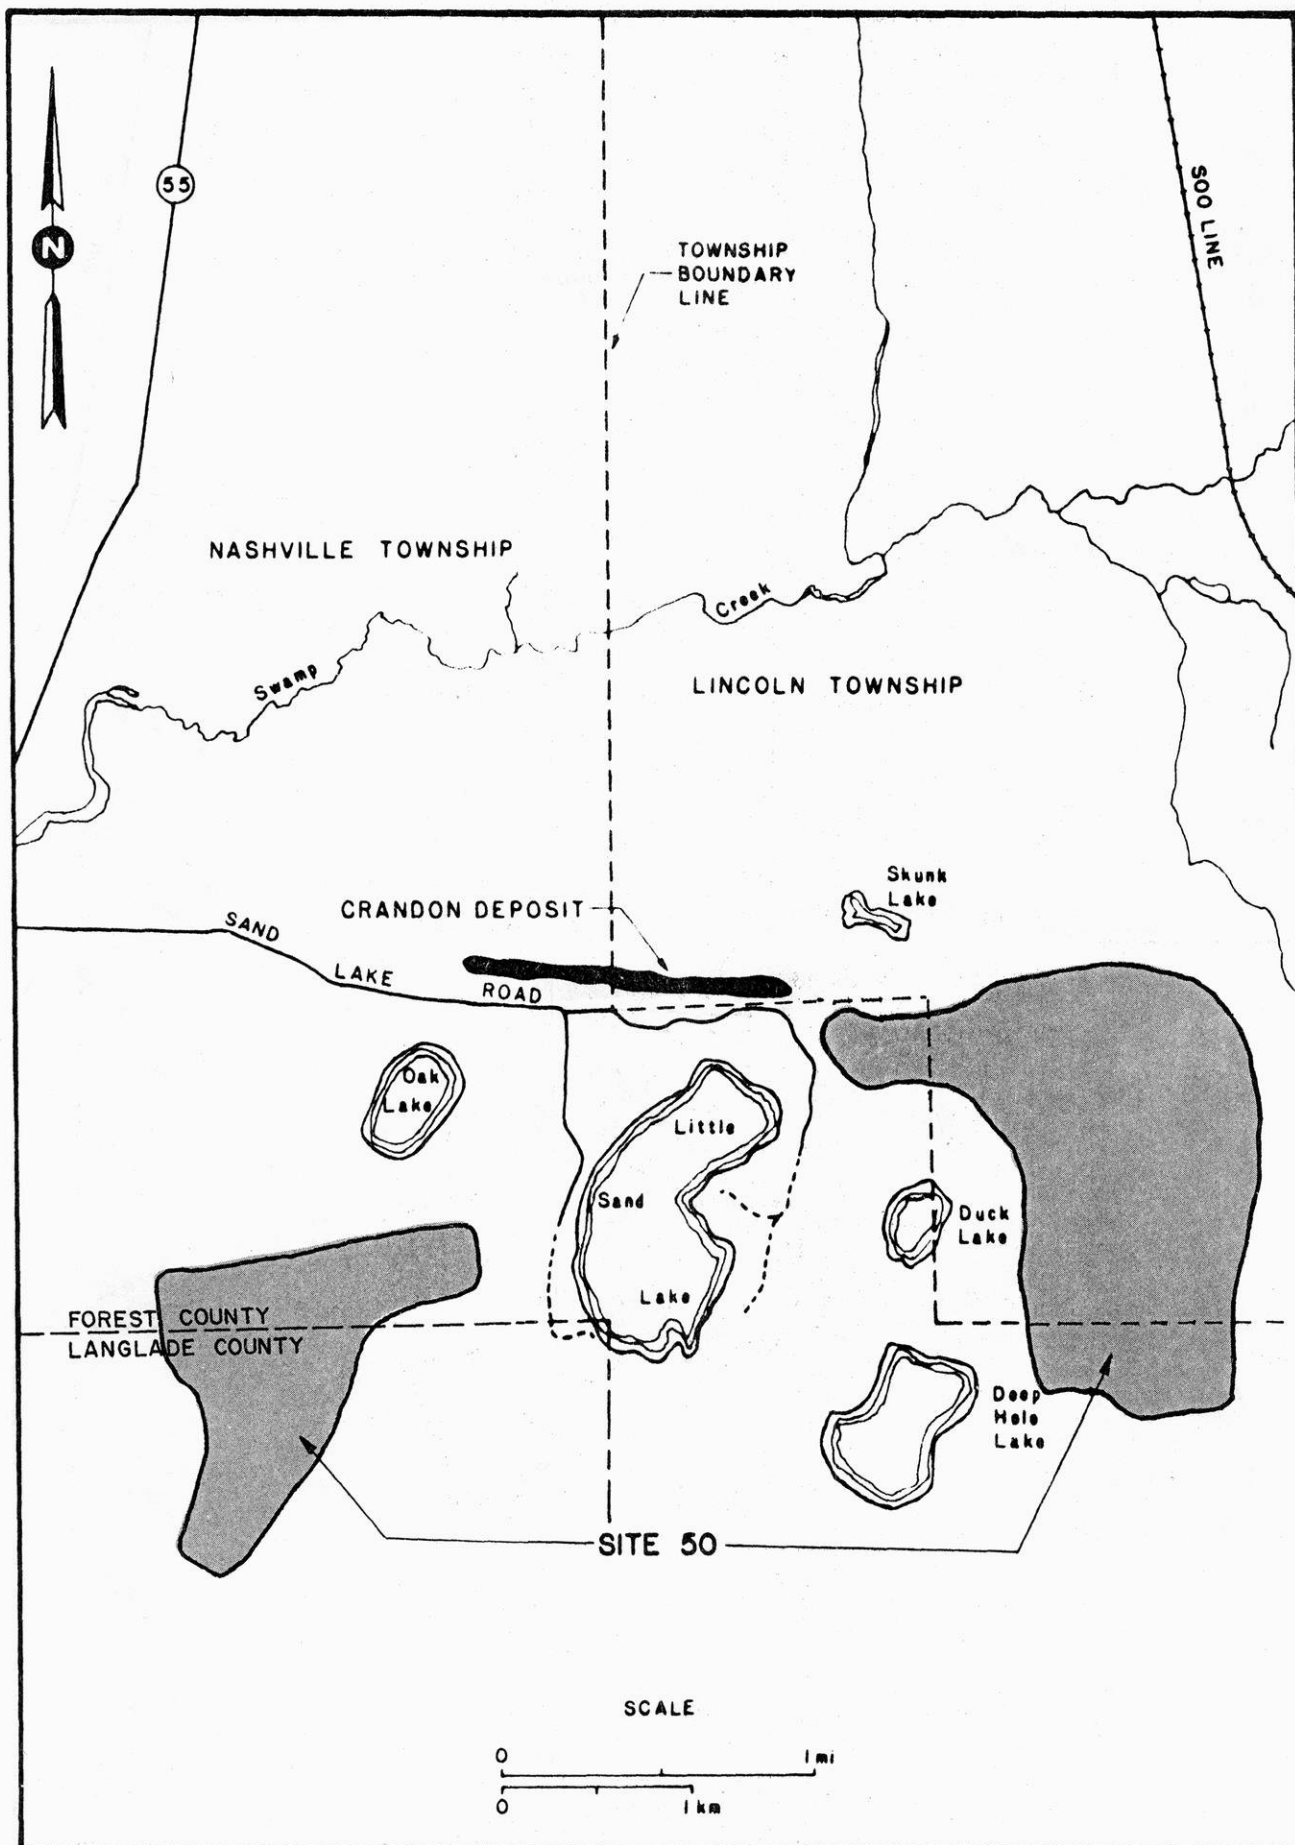 55
N
SOO LINE
TOWNSHIP
BOUNDARY
LINE
NASHVILLE TOWNSHIP
Swamp
Creek
LINCOLN TOWNSHIP
Skunk
Lake
CRANDON DEPOSIT
SAND
LAKE
ROAD
Oak
Lake
Little
Sand
Lake
Duck
Lake
FOREST COUNTY
LANGLADE COUNTY
Deep
Hole
Lake
SITE 50
SCALE
0 1 mi
0 1 km